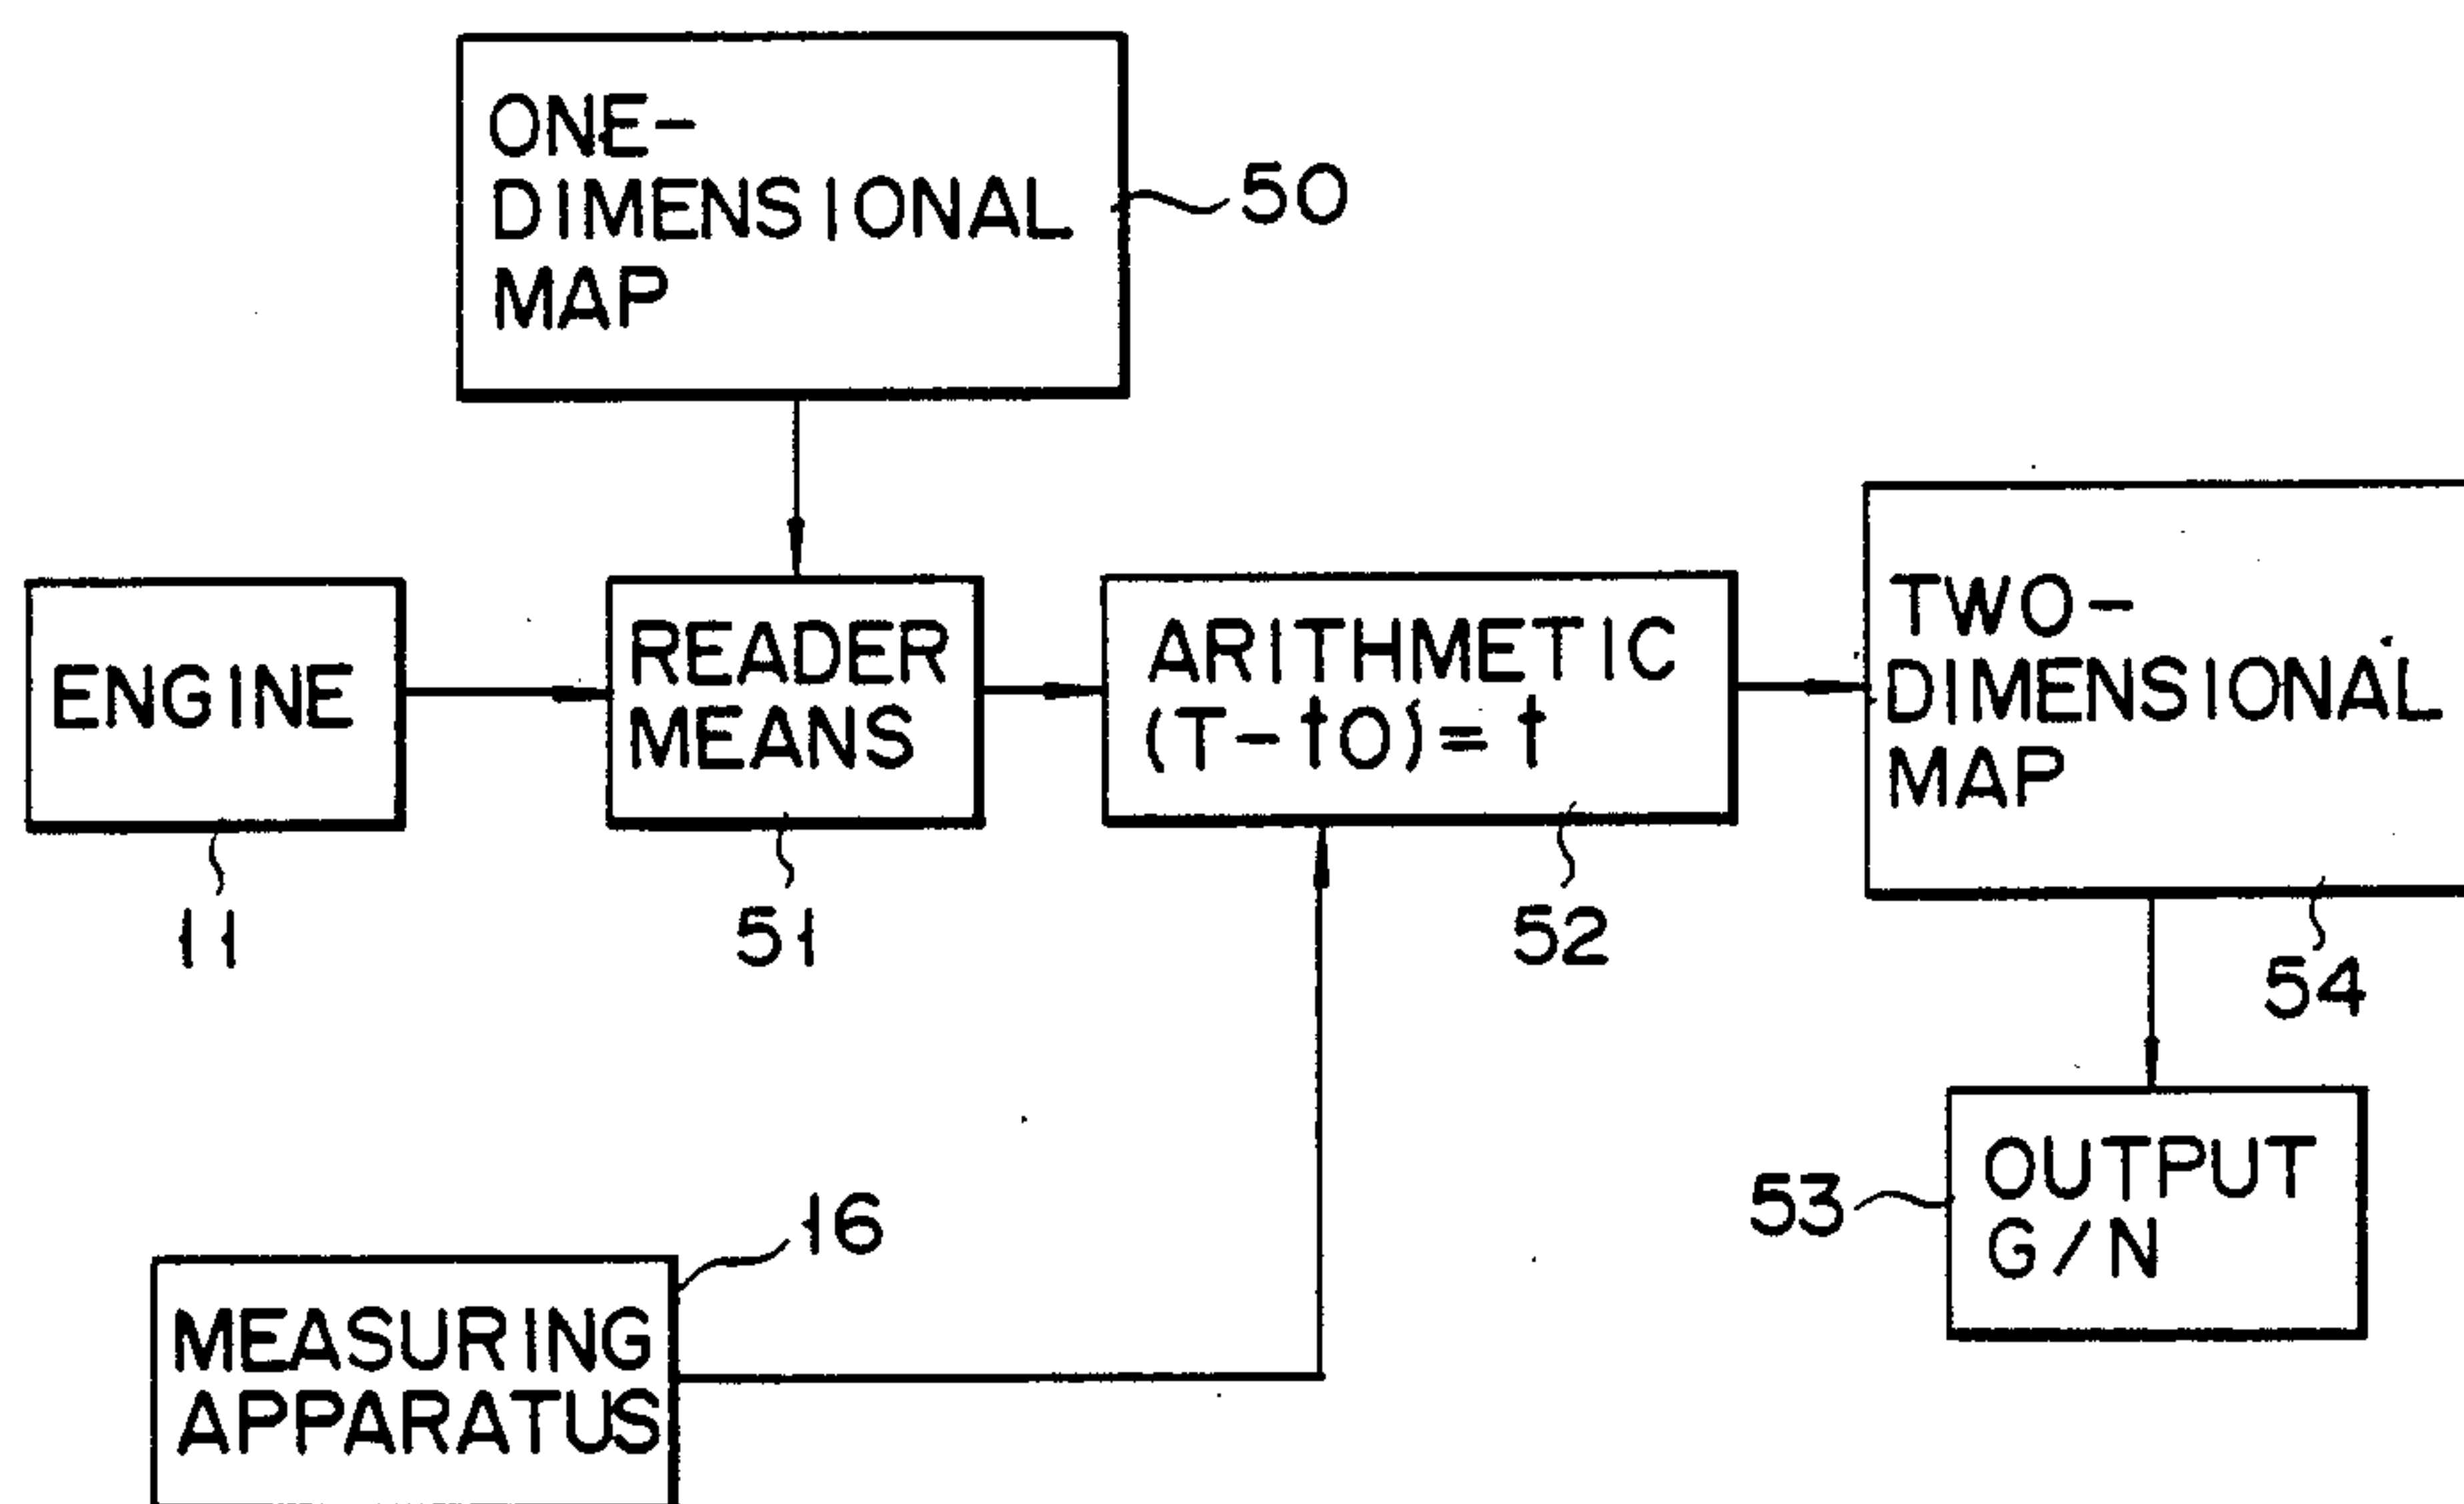 ONE-
DIMENSIONAL
MAP
50
ENGINE
11
READER
MEANS
51
ARITHMETIC
(T-t0)=t
52
TWO-
DIMENSIONAL
MAP
54
MEASURING
APPARATUS
16
OUTPUT
G/N
53